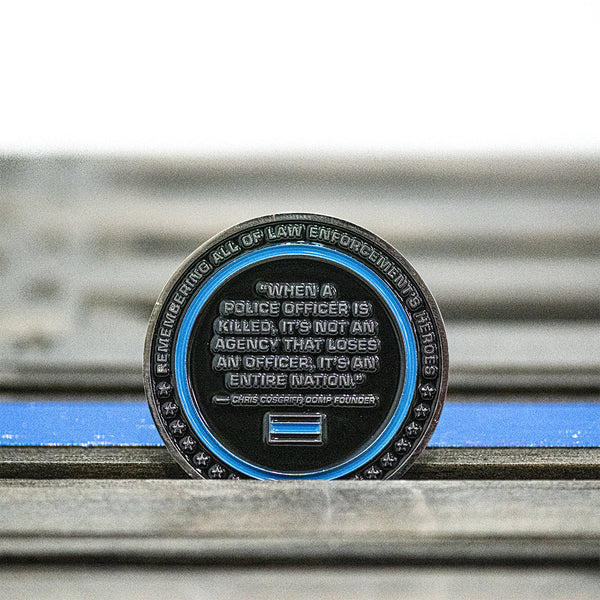 REMEMBERING ALL OF LAW ENFORCEMENT'S HEROES
"WHEN A
POLICE OFFICER IS
KILLED, IT'S NOT AN
AGENCY THAT LOSES
AN OFFICER, IT'S AN
ENTIRE NATION."
— CHRIS COSGRIFF, ODMP FOUNDER